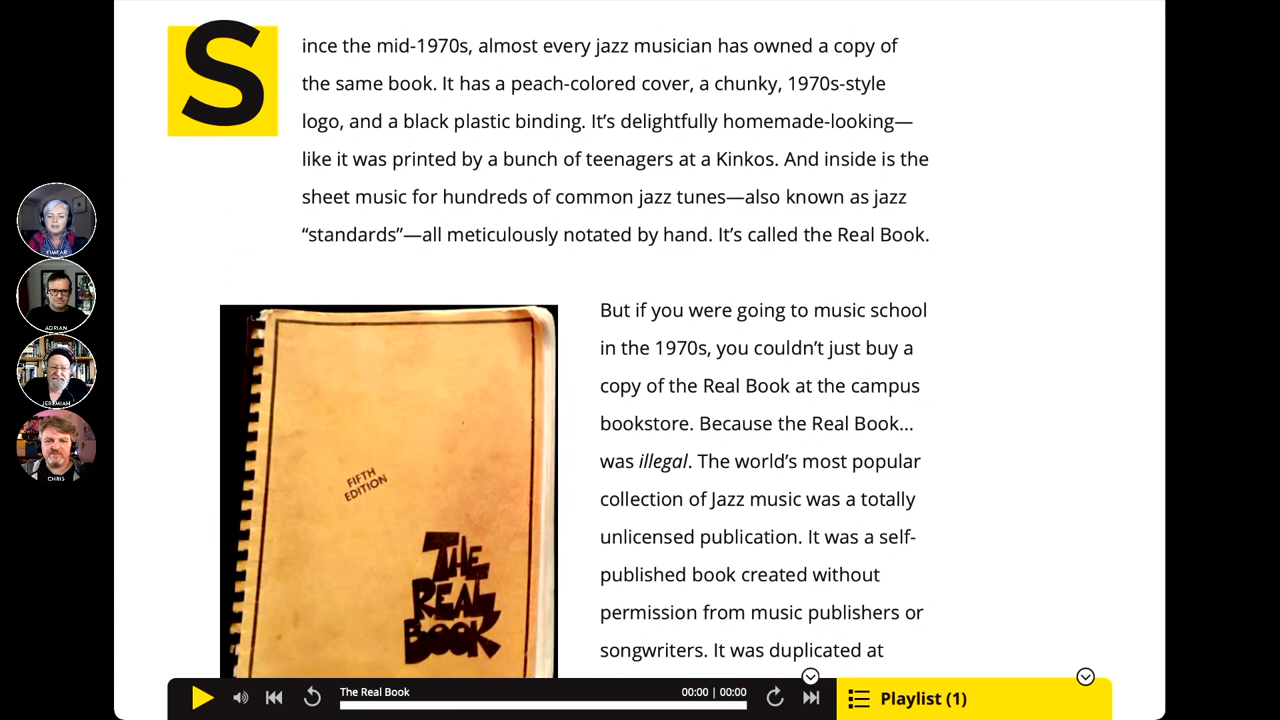 S
ince the mid-1970s, almost every jazz musician has owned a copy of
the same book. It has a peach-colored cover, a chunky, 1970s-style
logo, and a black plastic binding. It’s delightfully homemade-looking—
like it was printed by a bunch of teenagers at a Kinkos. And inside is the
sheet music for hundreds of common jazz tunes—also known as jazz
“standards”—all meticulously notated by hand. It’s called the Real Book.
FIFTH
EDITION
THE
REAL
BOOK
But if you were going to music school
in the 1970s, you couldn’t just buy a
copy of the Real Book at the campus
bookstore. Because the Real Book…
was illegal. The world’s most popular
collection of Jazz music was a totally
unlicensed publication. It was a self-
published book created without
permission from music publishers or
songwriters. It was duplicated at
EIMEAR
ADRIAN
JEREMIAH
CHRIS
The Real Book
00:00 | 00:00
Playlist (1)